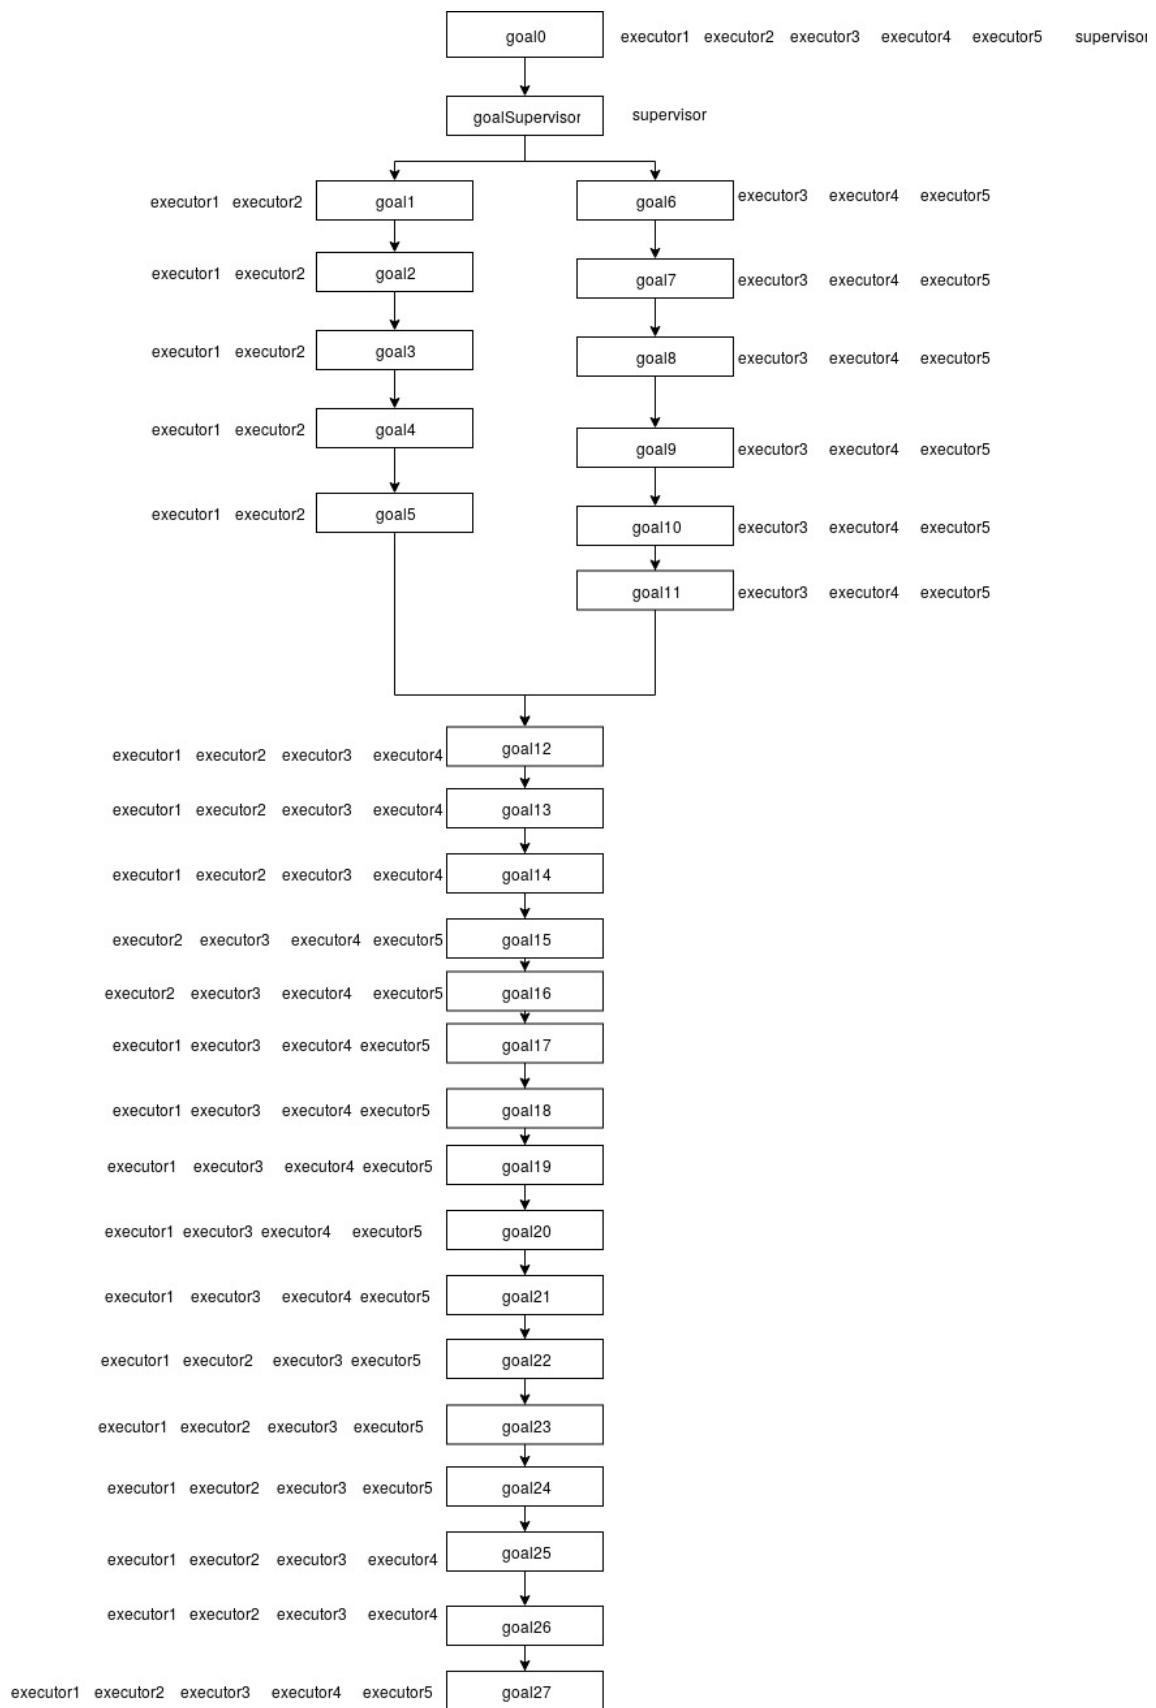 goal0 executor1 executor2 executor3 executor4 executor5 supervisor
goalSupervisor supervisor
executor1 executor2 goal1 goal6 executor3 executor4 executor5
executor1 executor2 goal2 goal7 executor3 executor4 executor5
executor1 executor2 goal3 goal8 executor3 executor4 executor5
executor1 executor2 goal4 goal9 executor3 executor4 executor5
executor1 executor2 goal5 goal10 executor3 executor4 executor5
goal11 executor3 executor4 executor5
executor1 executor2 executor3 executor4 goal12
executor1 executor2 executor3 executor4 goal13
executor1 executor2 executor3 executor4 goal14
executor2 executor3 executor4 executor5 goal15
executor2 executor3 executor4 executor5 goal16
executor1 executor3 executor4 executor5 goal17
executor1 executor3 executor4 executor5 goal18
executor1 executor3 executor4 executor5 goal19
executor1 executor3 executor4 executor5 goal20
executor1 executor3 executor4 executor5 goal21
executor1 executor2 executor3 executor5 goal22
executor1 executor2 executor3 executor5 goal23
executor1 executor2 executor3 executor5 goal24
executor1 executor2 executor3 executor4 goal25
executor1 executor2 executor3 executor4 goal26
executor1 executor2 executor3 executor4 executor5 goal27